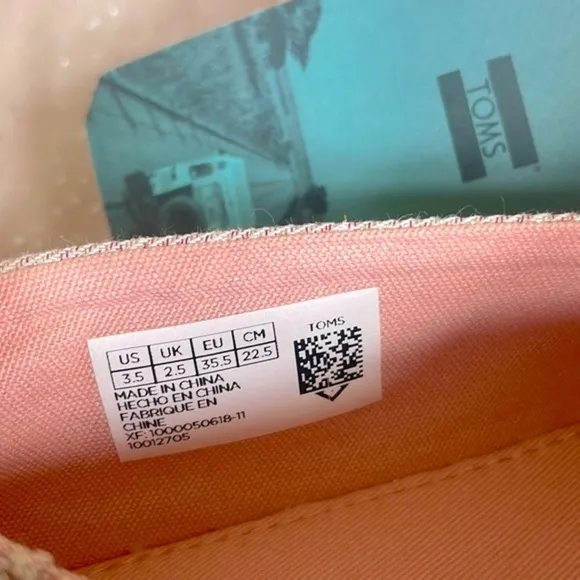 TOMS
US UK EU CM
3.5 2.5 35.5 22.5
TOMS
MADE IN CHINA
HECHO EN CHINA
FABRIQUE EN
CHINE
XF: 1000050618-11
10012705